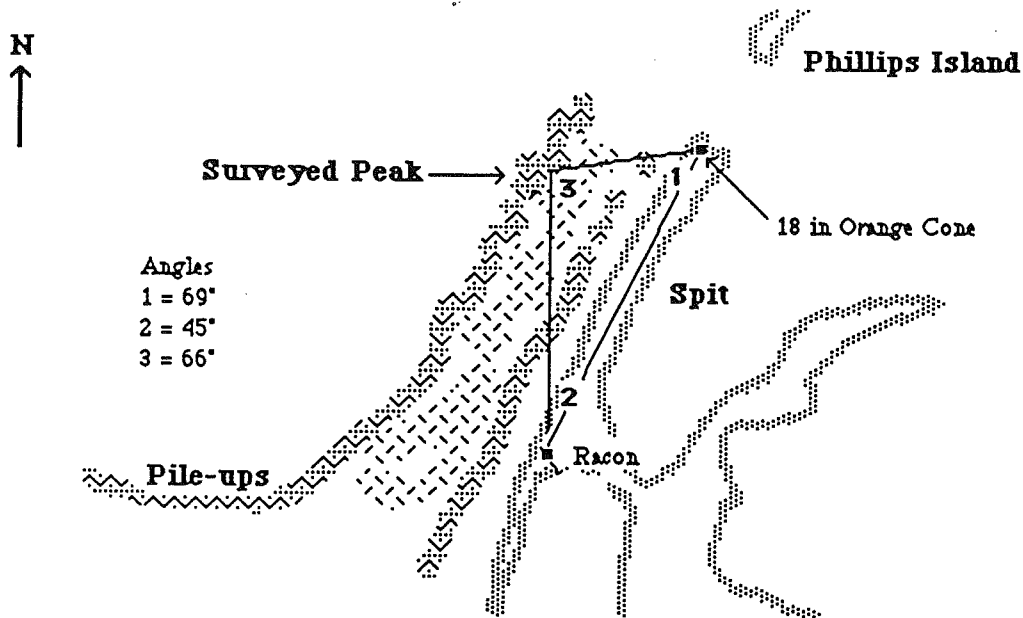 N
Phillips Island
Surveyed Peak
3
1
18 in Orange Cone
Angles
1 = 69°
2 = 45°
3 = 66°
Spit
2
Racon
Pile-ups